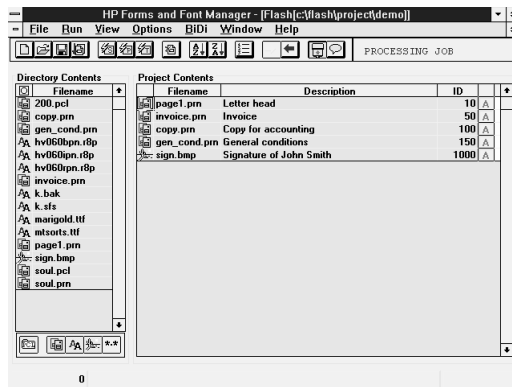 HP Forms and Font Manager - [Flash[c:\flash\project\demo]]
File Run View Options BiDi Window Help
PROCESSING JOB
Directory Contents
Filename
200.pcl
copy.prn
gen_cond.prn
hv060bpn.r8p
hv060ipn.r8p
hv060rpn.r8p
invoice.prn
k.bak
k.sfs
marigold.ttf
mtsorts.ttf
page1.prn
sign.bmp
soul.pcl
soul.prn
*.*
Project Contents
Filename Description ID
page1.prn Letter head 10 A
invoice.prn Invoice 50 A
copy.prn Copy for accounting 100 A
gen_cond.prn General conditions 150 A
sign.bmp Signature of John Smith 1000 A
0